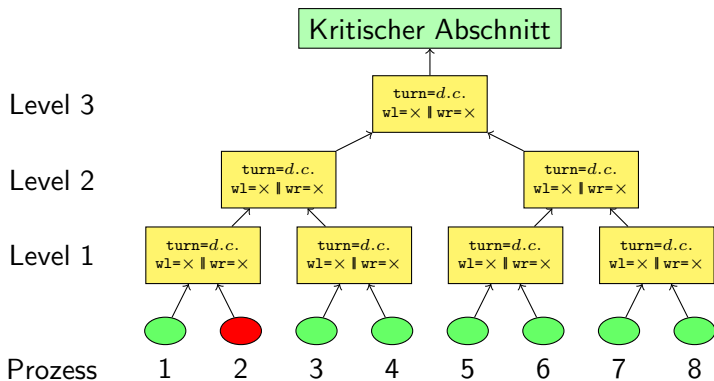 Kritischer Abschnitt
Level 3
turn=d.c.
wl=× || wr=×
Level 2
turn=d.c.
wl=× || wr=×
turn=d.c.
wl=× || wr=×
Level 1
turn=d.c.
wl=× || wr=×
turn=d.c.
wl=× || wr=×
turn=d.c.
wl=× || wr=×
turn=d.c.
wl=× || wr=×
Prozess 1 2 3 4 5 6 7 8